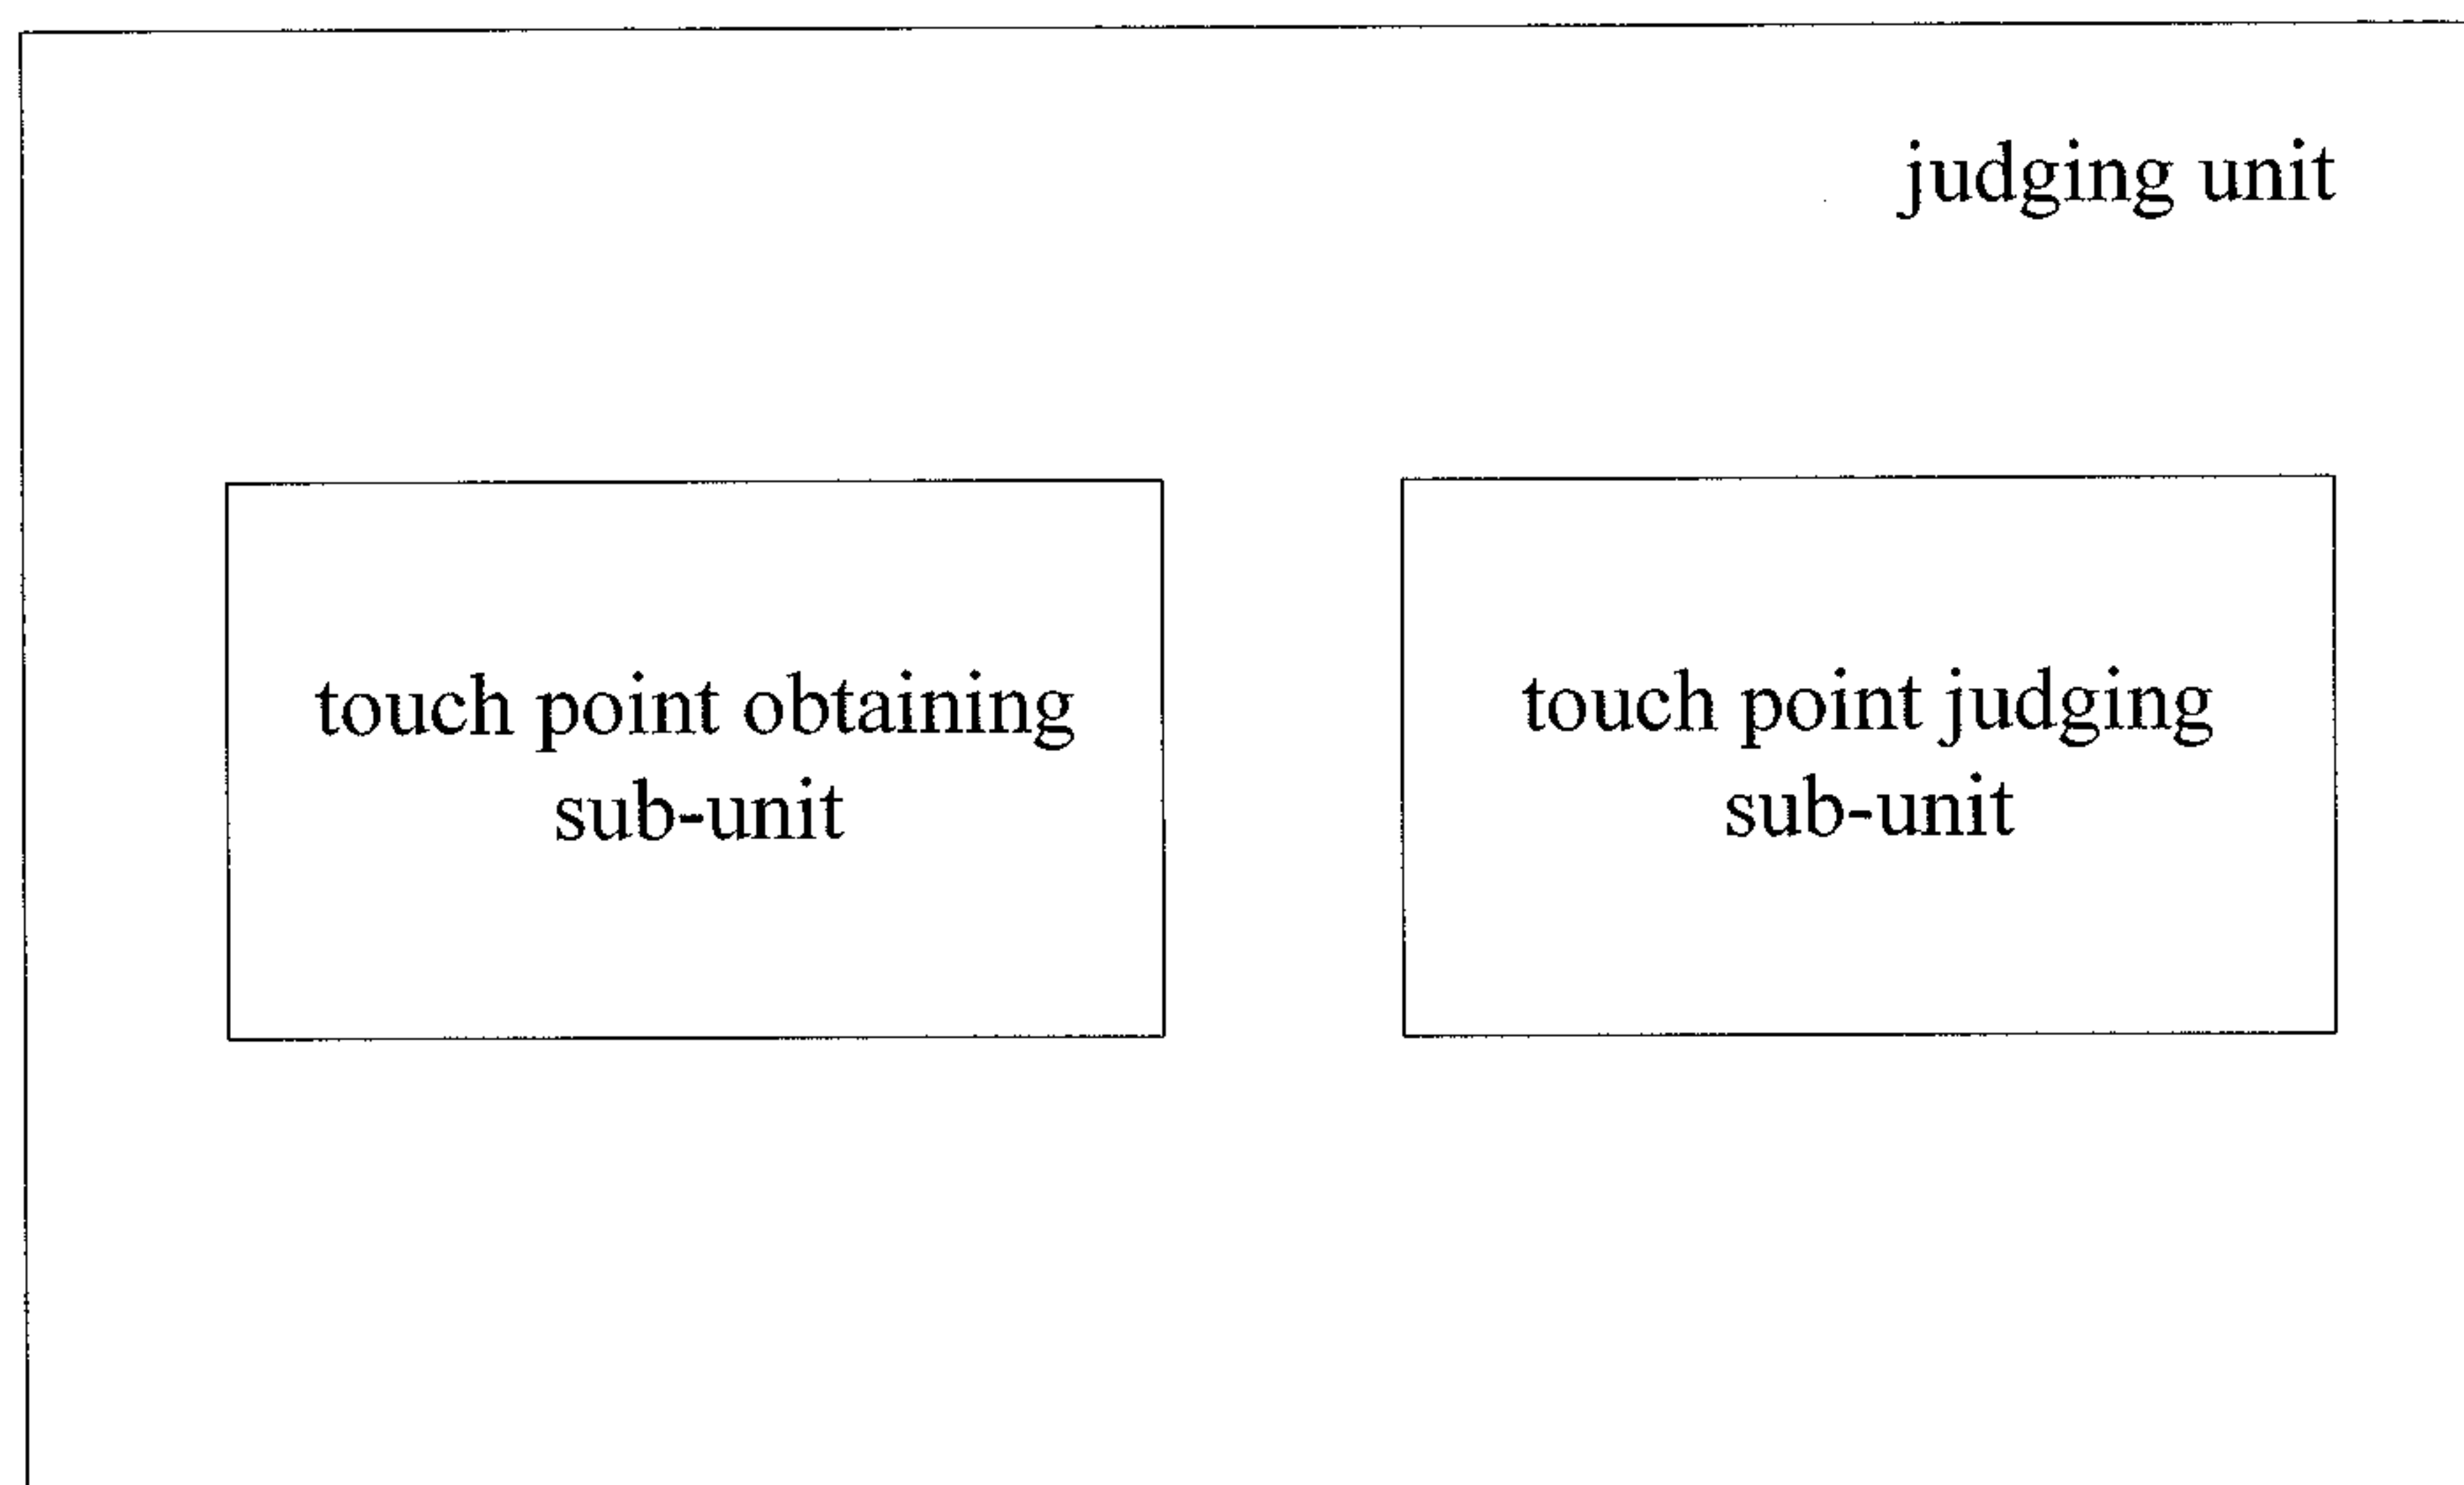 judging unit
touch point obtaining
sub-unit
touch point judging
sub-unit